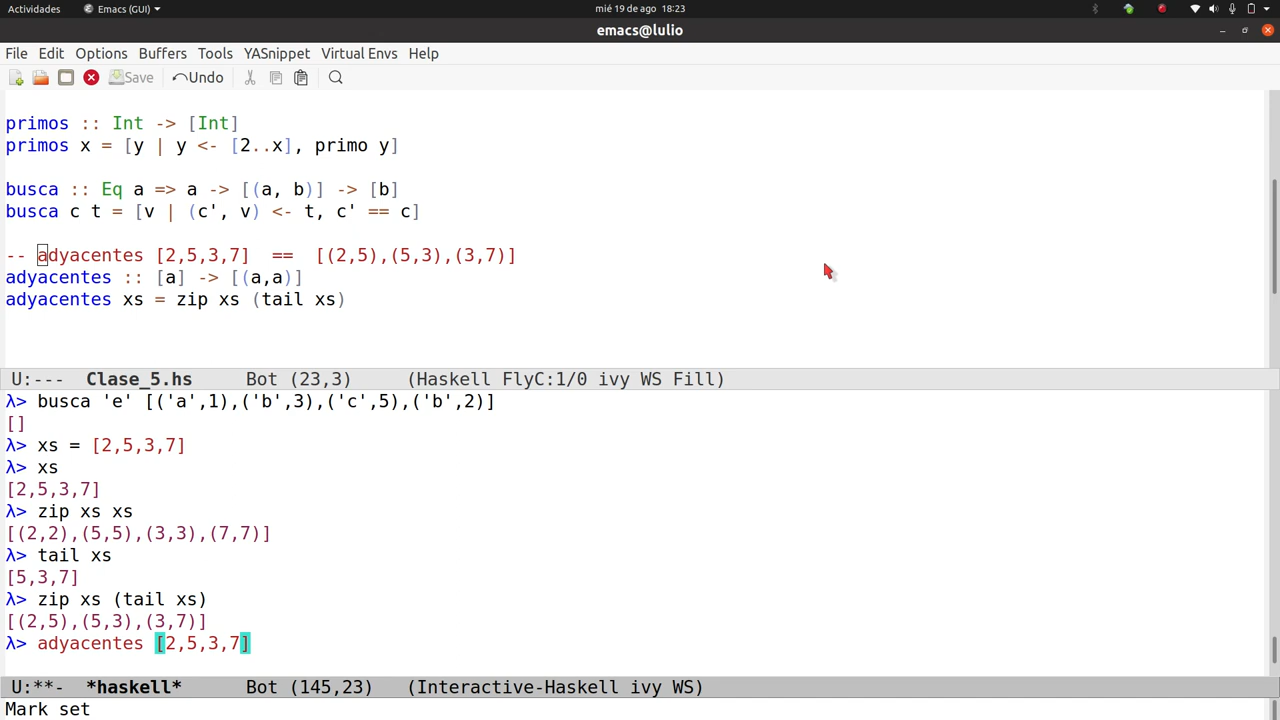 Actividades Emacs (GUI) mié 19 de ago 18:23
emacs@lulio
File Edit Options Buffers Tools YASnippet Virtual Envs Help
Save Undo
primos :: Int -> [Int]
primos x = [y | y <- [2..x], primo y]
busca :: Eq a => a -> [(a, b)] -> [b]
busca c t = [v | (c', v) <- t, c' == c]
-- adyacentes [2,5,3,7]  ==  [(2,5),(5,3),(3,7)]
adyacentes :: [a] -> [(a,a)]
adyacentes xs = zip xs (tail xs)
U:---  Clase_5.hs     Bot (23,3)    (Haskell FlyC:1/0 ivy WS Fill)
λ> busca 'e' [('a',1),('b',3),('c',5),('b',2)]
[]
λ> xs = [2,5,3,7]
λ> xs
[2,5,3,7]
λ> zip xs xs
[(2,2),(5,5),(3,3),(7,7)]
λ> tail xs
[5,3,7]
λ> zip xs (tail xs)
[(2,5),(5,3),(3,7)]
λ> adyacentes [2,5,3,7]
U:**-  *haskell*      Bot (145,23)   (Interactive-Haskell ivy WS)
Mark set